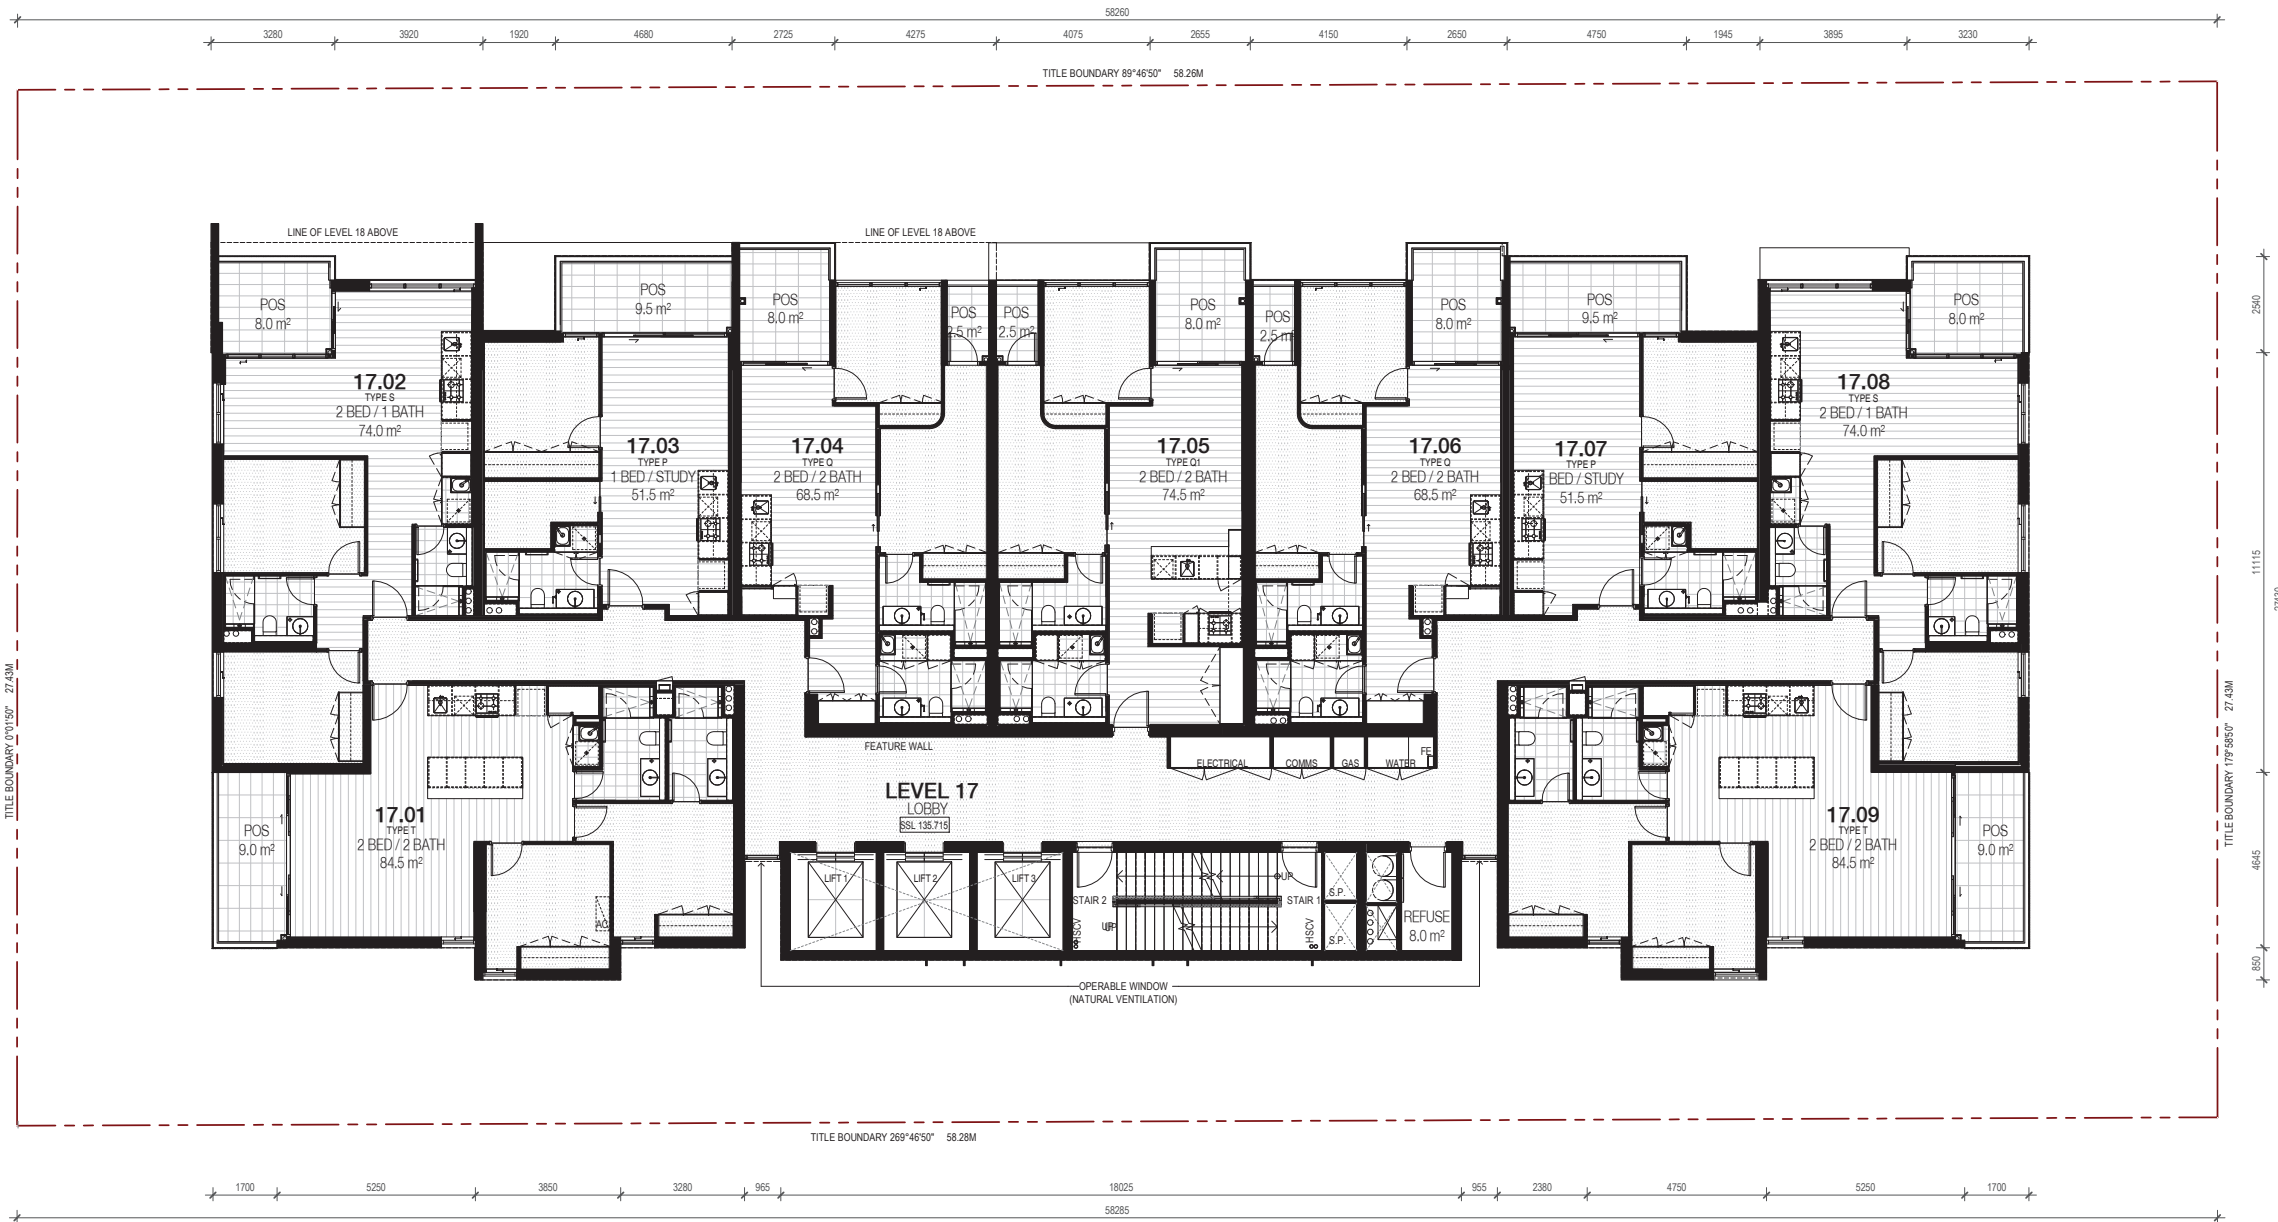 58260
3280 3920 1920 4680 2725 4275 4075 2655 4150 2650 4750 1945 3895 3230
TITLE BOUNDARY 89°46'50" 58.26M
LINE OF LEVEL 18 ABOVE
LINE OF LEVEL 18 ABOVE
POS
8.0 m²
POS
9.5 m²
POS
8.0 m²
POS
2.5 m²
POS
2.5 m²
POS
8.0 m²
POS
2.5 m²
POS
8.0 m²
POS
9.5 m²
POS
8.0 m²
17.02
TYPE S
2 BED / 1 BATH
74.0 m²
17.03
TYPE P
1 BED / STUDY
51.5 m²
17.04
TYPE Q
2 BED / 2 BATH
68.5 m²
17.05
TYPE Q1
2 BED / 2 BATH
74.5 m²
17.06
TYPE Q
2 BED / 2 BATH
68.5 m²
17.07
TYPE P
BED / STUDY
51.5 m²
17.08
TYPE S
2 BED / 1 BATH
74.0 m²
2540
11115
4645
850
TITLE BOUNDARY 0°01'50" 27.43M
TITLE BOUNDARY 179°58'50" 27.43M
FEATURE WALL
ELECTRICAL
COMMS
GAS
WATER
FE
LEVEL 17
LOBBY
SSL 135.715
17.01
TYPE T
2 BED / 2 BATH
84.5 m²
POS
9.0 m²
AC
17.09
TYPE T
2 BED / 2 BATH
84.5 m²
POS
9.0 m²
LIFT 1
LIFT 2
LIFT 3
STAIR 2
UP
STAIR 1
UP
HSCV
HSCV
S.P.
S.P.
REFUSE
8.0 m²
OPERABLE WINDOW
(NATURAL VENTILATION)
TITLE BOUNDARY 269°46'50" 58.28M
1700 5250 3850 3280 965 18025 955 2380 4750 5250 1700
58285